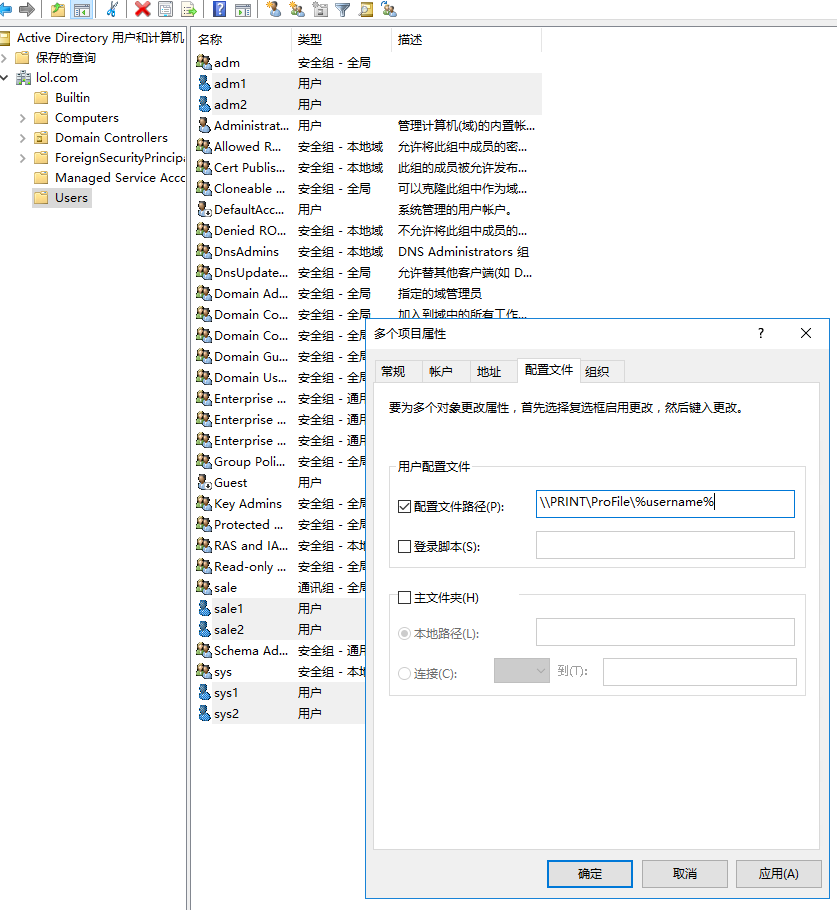 Active Directory 用户和计算机
保存的查询
lol.com
Builtin
Computers
Domain Controllers
ForeignSecurityPrincipa
Managed Service Acco
Users
名称 类型 描述
adm 安全组 - 全局
adm1 用户
adm2 用户
Administrat... 用户 管理计算机(域)的内置帐...
Allowed R... 安全组 - 本地域 允许将此组中成员的密...
Cert Publis... 安全组 - 本地域 此组的成员被允许发布...
Cloneable ... 安全组 - 全局 可以克隆此组中作为域...
DefaultAcc... 用户 系统管理的用户帐户。
Denied RO... 安全组 - 本地域 不允许将此组中成员的...
DnsAdmins 安全组 - 本地域 DNS Administrators 组
DnsUpdate... 安全组 - 全局 允许替其他客户端(如 D...
Domain Ad... 安全组 - 全局 指定的域管理员
Domain Co... 安全组 - 全局 加入到域中的所有工作...
Domain Co... 安全组 - 全局
Domain Gu... 安全组 - 全局
Domain Us... 安全组 - 全局
Enterprise ... 安全组 - 通用
Enterprise ... 安全组 - 通用
Enterprise ... 安全组 - 通用
Group Poli... 安全组 - 全局
Guest 用户
Key Admins 安全组 - 全局
Protected ... 安全组 - 全局
RAS and IA... 安全组 - 本地
Read-only ... 安全组 - 全局
sale 通讯组 - 全局
sale1 用户
sale2 用户
Schema Ad... 安全组 - 通用
sys 安全组 - 本地
sys1 用户
sys2 用户
多个项目属性 ?
常规 帐户 地址 配置文件 组织
要为多个对象更改属性，首先选择复选框启用更改，然后键入更改。
用户配置文件
配置文件路径(P): \\PRINT\ProFile\%username%
登录脚本(S):
主文件夹(H)
本地路径(L):
连接(C): 到(T):
确定 取消 应用(A)